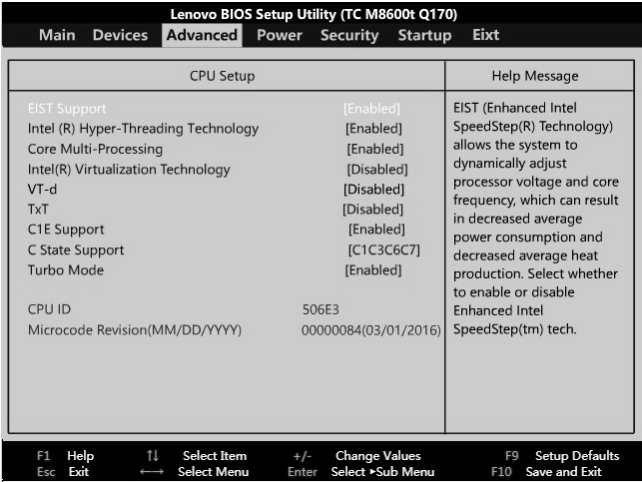 Lenovo BIOS Setup Utility (TC M8600t Q170)
Main Devices Advanced Power Security Startup Eixt
CPU Setup
Help Message
EIST Support [Enabled]
Intel (R) Hyper-Threading Technology [Enabled]
Core Multi-Processing [Enabled]
Intel(R) Virtualization Technology [Disabled]
VT-d [Disabled]
TxT [Disabled]
C1E Support [Enabled]
C State Support [C1C3C6C7]
Turbo Mode [Enabled]
CPU ID 506E3
Microcode Revision(MM/DD/YYYY) 00000084(03/01/2016)
EIST (Enhanced Intel
SpeedStep(R) Technology)
allows the system to
dynamically adjust
processor voltage and core
frequency, which can result
in decreased average
power consumption and
decreased average heat
production. Select whether
to enable or disable
Enhanced Intel
SpeedStep(tm) tech.
F1 Help ↑↓ Select Item +/- Change Values F9 Setup Defaults
Esc Exit ←→ Select Menu Enter Select ▸Sub Menu F10 Save and Exit